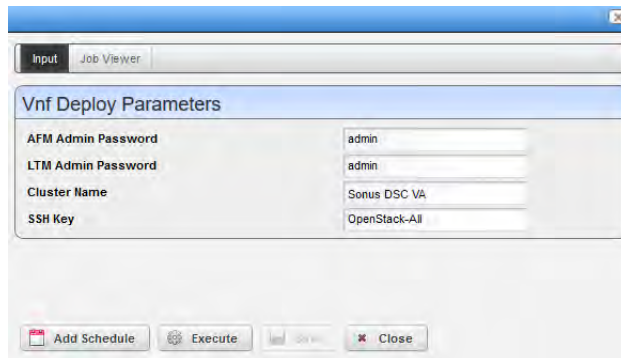 Input Job Viewer
Vnf Deploy Parameters
AFM Admin Password admin
LTM Admin Password admin
Cluster Name Sonus DSC VA
SSH Key OpenStack-All
Add Schedule Execute Save Close